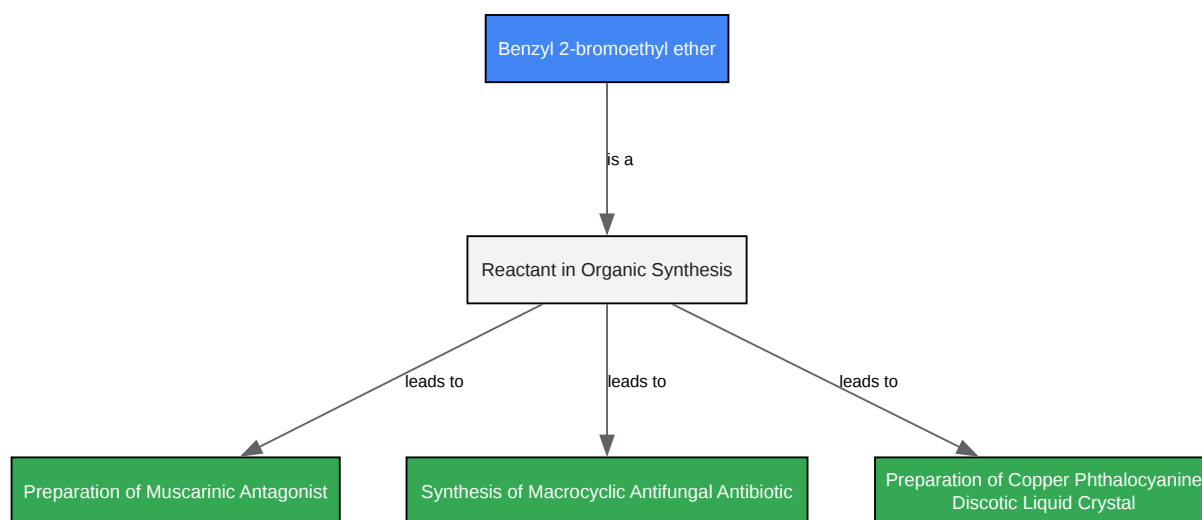 Benzyl 2-bromoethyl ether
is a
Reactant in Organic Synthesis
leads to
leads to
leads to
Preparation of Muscarinic Antagonist
Synthesis of Macrocyclic Antifungal Antibiotic
Preparation of Copper Phthalocyanine
Discotic Liquid Crystal